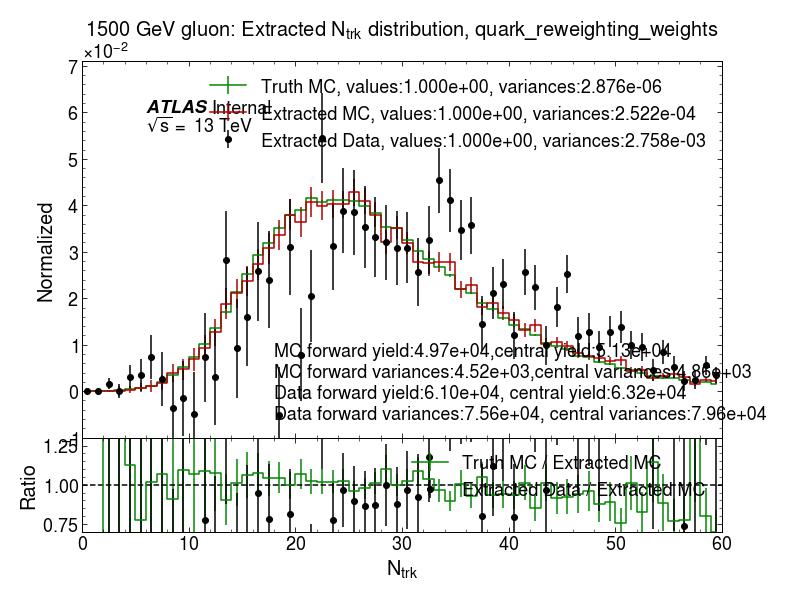 1500 GeV gluon: Extracted Ntrk distribution, quark_reweighting_weights
×10−2
Truth MC, values:1.000e+00, variances:2.876e-06
ATLAS Internal
Extracted MC, values:1.000e+00, variances:2.522e-04
√s = 13 TeV
Extracted Data, values:1.000e+00, variances:2.758e-03
7
6
5
4
3
2
1
0
−1
Normalized
MC forward yield:4.97e+04,central yield:5.13e+04
MC forward variances:4.52e+03,central variances:4.86e+03
Data forward yield:6.10e+04, central yield:6.32e+04
Data forward variances:7.56e+04, central variances:7.96e+04
1.25
1.00
0.75
Ratio
Truth MC / Extracted MC
Extracted Data / Extracted MC
0 10 20 30 40 50 60
Ntrk